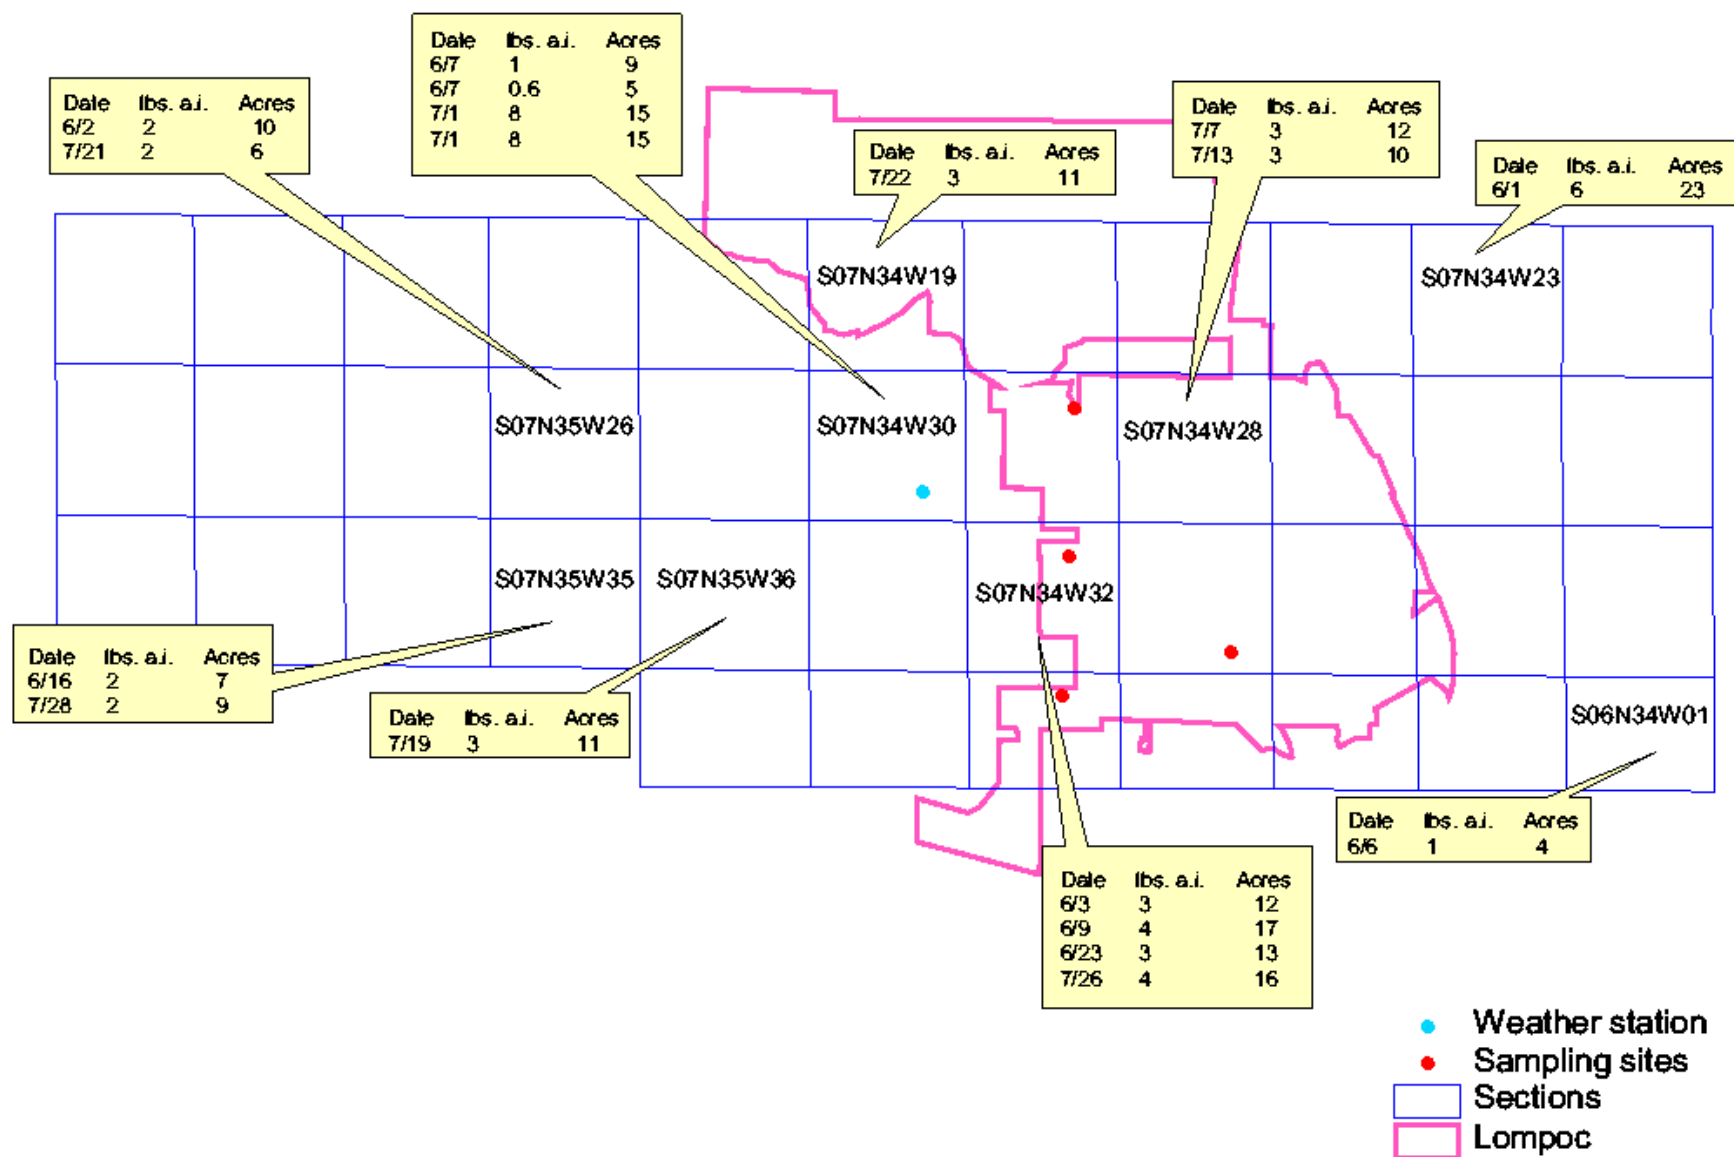 Date lbs. a.i. Acres
6/7 1 9
6/7 0.6 5
7/1 8 15
7/1 8 15
Date lbs. a.i. Acres
6/2 2 10
7/21 2 6
Date lbs. a.i. Acres
7/22 3 11
Date lbs. a.i. Acres
7/7 3 12
7/13 3 10
Date lbs. a.i. Acres
6/1 6 23
S07N34W19
S07N34W23
S07N35W26
S07N34W30
S07N34W28
S07N35W35
S07N35W36
S07N34W32
Date lbs. a.i. Acres
6/16 2 7
7/28 2 9
Date lbs. a.i. Acres
7/19 3 11
S06N34W01
Date lbs. a.i. Acres
6/6 1 4
Date lbs. a.i. Acres
6/3 3 12
6/9 4 17
6/23 3 13
7/26 4 16
Weather station
Sampling sites
Sections
Lompoc